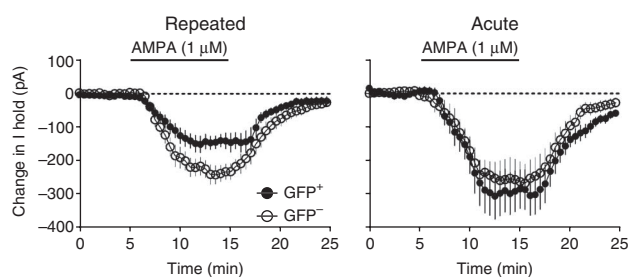 Repeated
AMPA (1 μM)
Change in I hold (pA)
100
0
−100
−200
−300
−400
GFP⁺
GFP⁻
0 5 10 15 20 25
Time (min)
Acute
AMPA (1 μM)
0 5 10 15 20 25
Time (min)